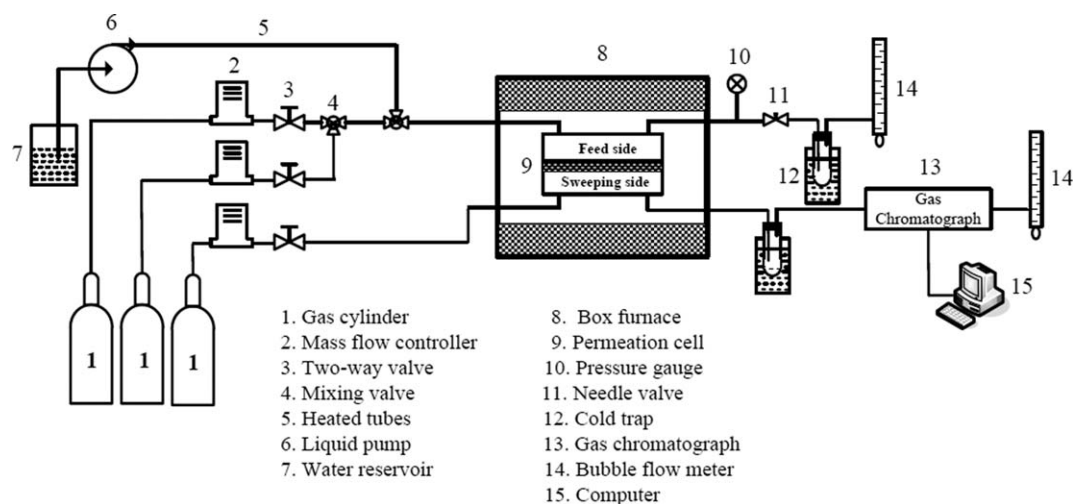 6
5
2
3
4
8
10
11
14
7
9
Feed side
Sweeping side
12
13
14
Gas
Chromatograph
15
1
1
1
1. Gas cylinder
2. Mass flow controller
3. Two-way valve
4. Mixing valve
5. Heated tubes
6. Liquid pump
7. Water reservoir
8. Box furnace
9. Permeation cell
10. Pressure gauge
11. Needle valve
12. Cold trap
13. Gas chromatograph
14. Bubble flow meter
15. Computer